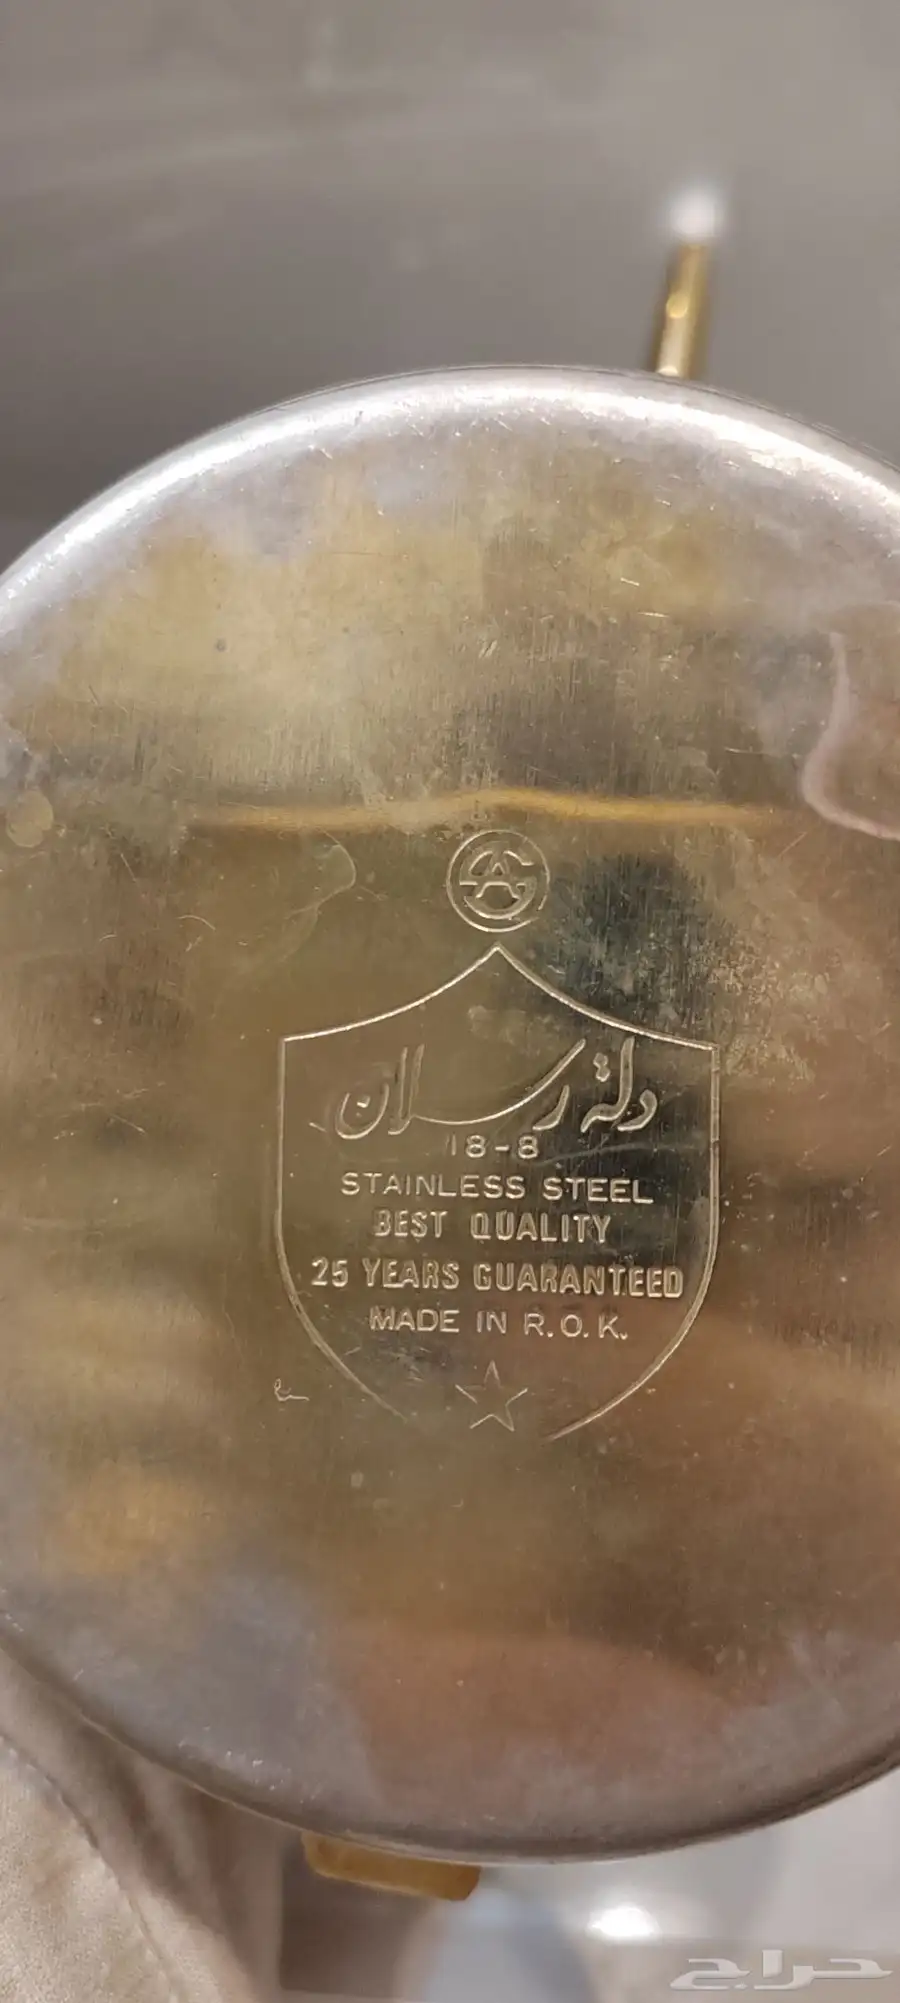 دلة رسلان
18-8
STAINLESS STEEL
BEST QUALITY
25 YEARS GUARANTEED
MADE IN R.O.K.
حراج